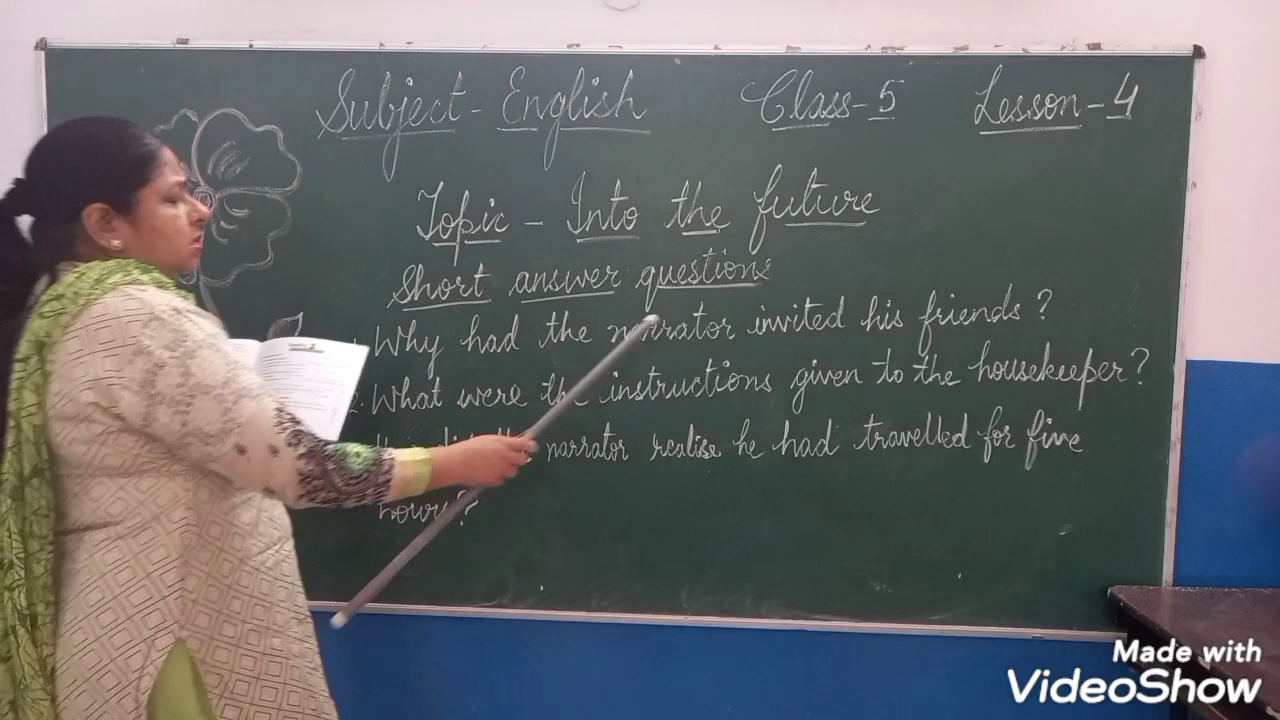 Subject - English Class - 5 Lesson - 4
Topic - Into the future
Short answer questions
Why had the narrator invited his friends ?
2. What were the instructions given to the housekeeper ?
narrator realise he had travelled for five
hours ?
Made with
VideoShow